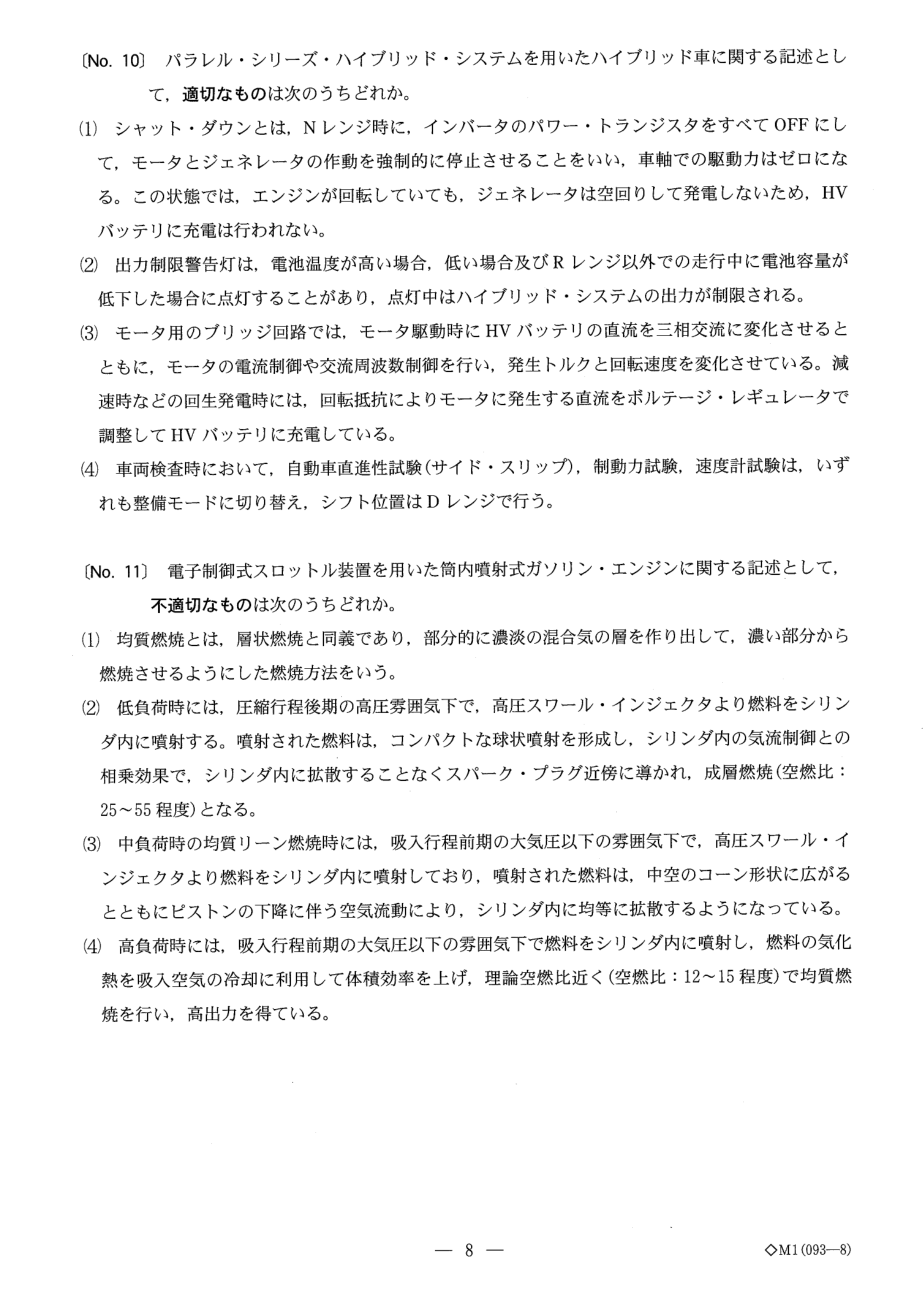 〔No. 10〕 パラレル・シリーズ・ハイブリッド・システムを用いたハイブリッド車に関する記述とし
て，適切なものは次のうちどれか。
⑴ シャット・ダウンとは，Nレンジ時に，インバータのパワー・トランジスタをすべて OFF にし
て，モータとジェネレータの作動を強制的に停止させることをいい，車軸での駆動力はゼロにな
る。この状態では，エンジンが回転していても，ジェネレータは空回りして発電しないため，HV
バッテリに充電は行われない。
⑵ 出力制限警告灯は，電池温度が高い場合，低い場合及び R レンジ以外での走行中に電池容量が
低下した場合に点灯することがあり，点灯中はハイブリッド・システムの出力が制限される。
⑶ モータ用のブリッジ回路では，モータ駆動時に HV バッテリの直流を三相交流に変化させると
ともに，モータの電流制御や交流周波数制御を行い，発生トルクと回転速度を変化させている。減
速時などの回生発電時には，回転抵抗によりモータに発生する直流をボルテージ・レギュレータで
調整して HV バッテリに充電している。
⑷ 車両検査時において，自動車直進性試験(サイド・スリップ)，制動力試験，速度計試験は，いず
れも整備モードに切り替え，シフト位置は D レンジで行う。
〔No. 11〕 電子制御式スロットル装置を用いた筒内噴射式ガソリン・エンジンに関する記述として，
不適切なものは次のうちどれか。
⑴ 均質燃焼とは，層状燃焼と同義であり，部分的に濃淡の混合気の層を作り出して，濃い部分から
燃焼させるようにした燃焼方法をいう。
⑵ 低負荷時には，圧縮行程後期の高圧雰囲気下で，高圧スワール・インジェクタより燃料をシリン
ダ内に噴射する。噴射された燃料は，コンパクトな球状噴射を形成し，シリンダ内の気流制御との
相乗効果で，シリンダ内に拡散することなくスパーク・プラグ近傍に導かれ，成層燃焼(空燃比：
25～55 程度)となる。
⑶ 中負荷時の均質リーン燃焼時には，吸入行程前期の大気圧以下の雰囲気下で，高圧スワール・イ
ンジェクタより燃料をシリンダ内に噴射しており，噴射された燃料は，中空のコーン形状に広がる
とともにピストンの下降に伴う空気流動により，シリンダ内に均等に拡散するようになっている。
⑷ 高負荷時には，吸入行程前期の大気圧以下の雰囲気下で燃料をシリンダ内に噴射し，燃料の気化
熱を吸入空気の冷却に利用して体積効率を上げ，理論空燃比近く(空燃比：12～15 程度)で均質燃
焼を行い，高出力を得ている。
— 8 —
◇M1(093—8)